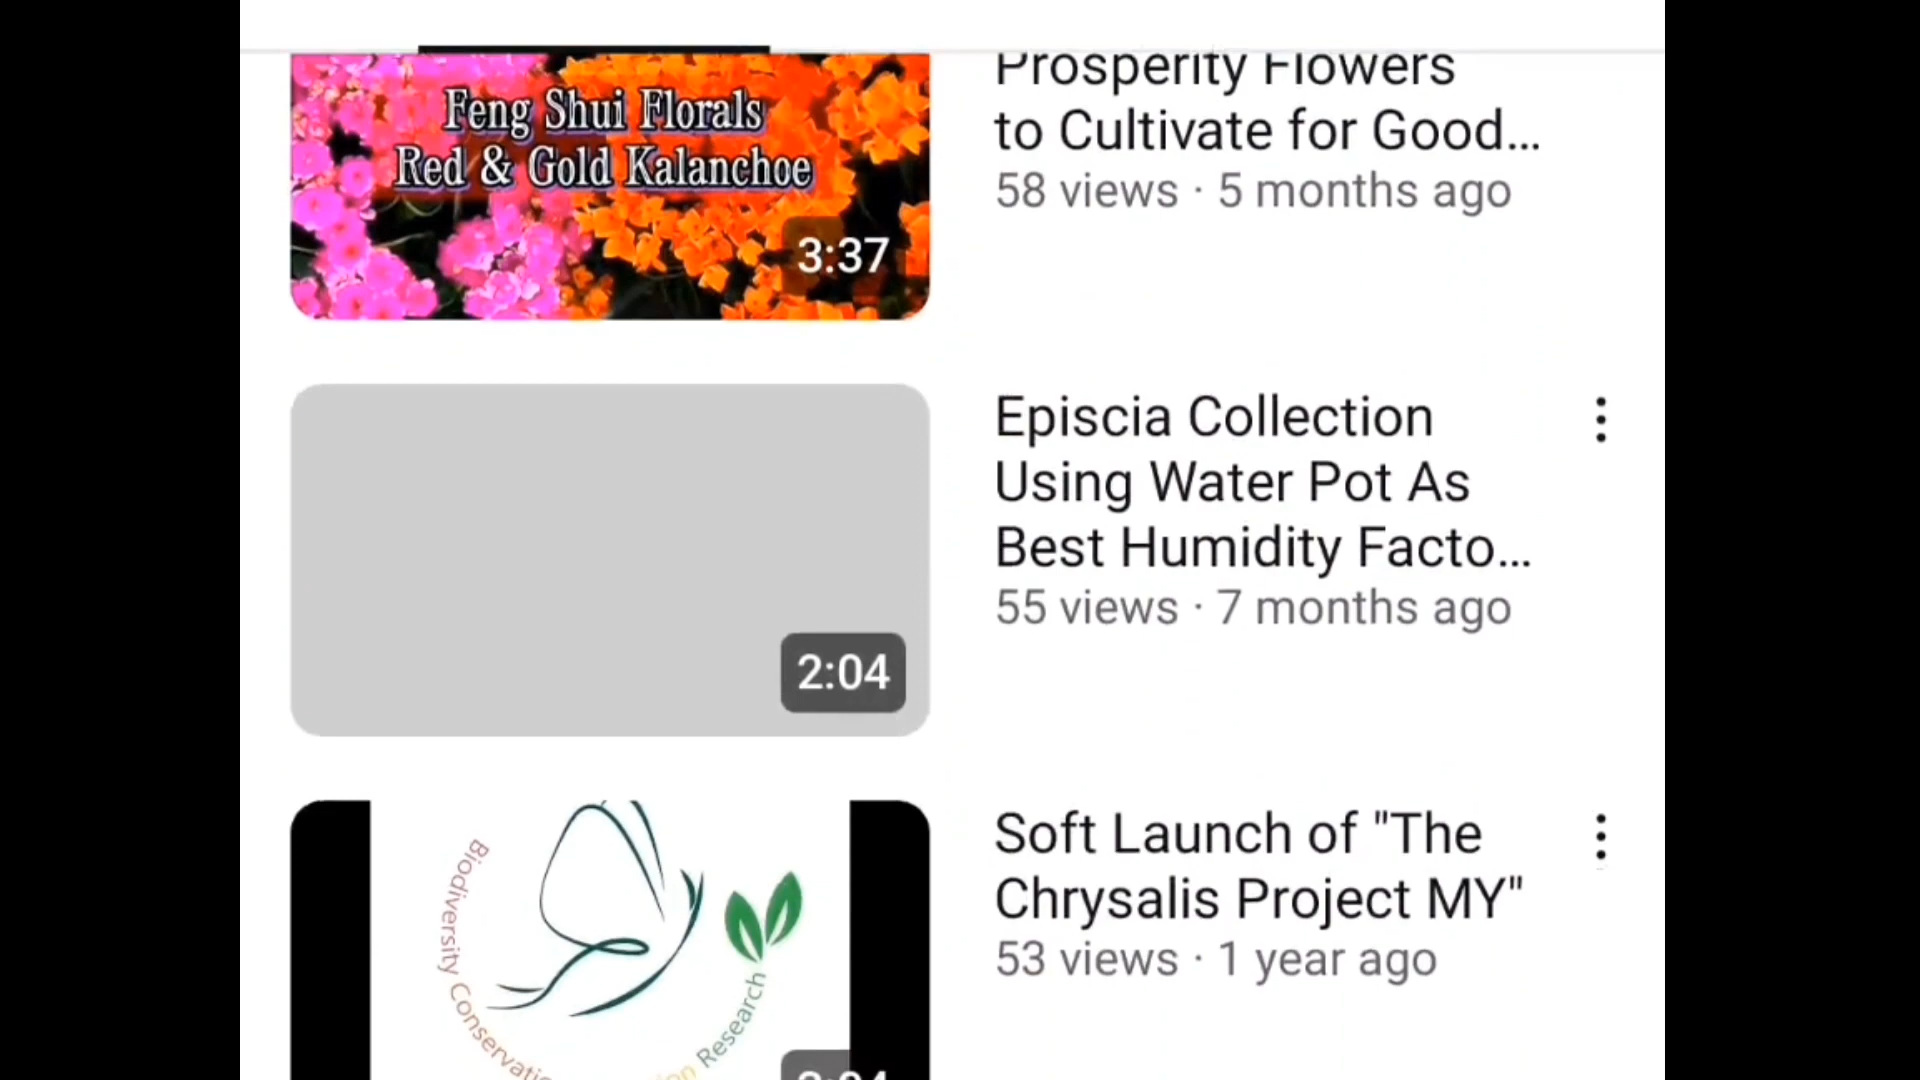 Feng Shui Florals
Red & Gold Kalanchoe
3:37
Prosperity Flowers
to Cultivate for Good...
58 views · 5 months ago
2:04
Episcia Collection
Using Water Pot As
Best Humidity Facto...
55 views · 7 months ago
Biodiversity
Research
Soft Launch of "The
Chrysalis Project MY"
53 views · 1 year ago